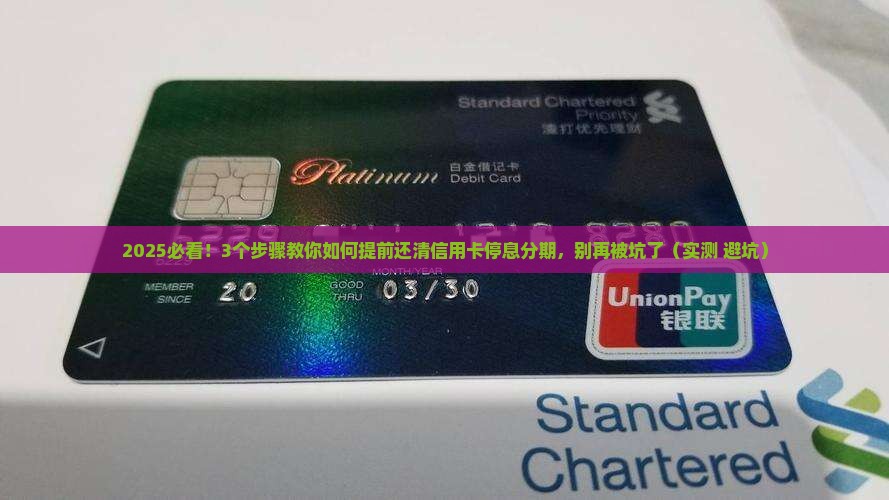 Standard Chartered
Priority
渣打优先理财
Platinum
白金借记卡
Debit Card
2025必看！3个步骤教你如何提前还清信用卡停息分期，别再被坑了（实测 避坑）
MONTH/YEAR
MEMBER SINCE 20
GOOD THRU 03/30
UnionPay
银联
Standard
Chartered